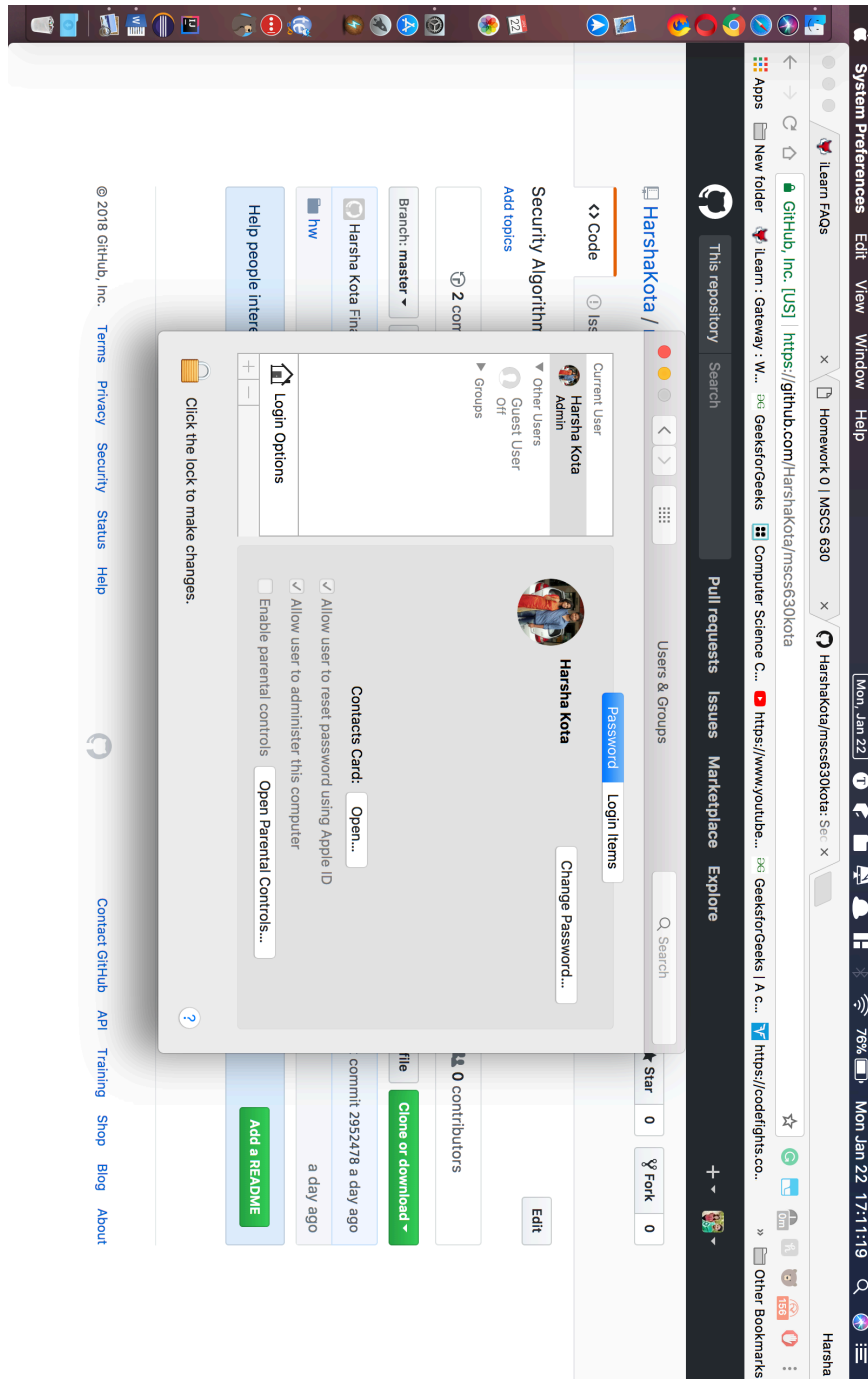 System Preferences Edit View Window Help Mon, Jan 22 76% Mon Jan 22 17:11:19
iLearn FAQs × Homework 0 | MSCS 630 × HarshaKota/mscs630kota: Sec × Harsha
GitHub, Inc. [US] https://github.com/HarshaKota/mscs630kota 0m 156
Apps New folder iLearn : Gateway : W... GeeksforGeeks Computer Science C... https://www.youtube... GeeksforGeeks | A c... https://codefights.co.. » Other Bookmarks
This repository Search Pull requests Issues Marketplace Explore
HarshaKota / Star 0 Fork 0
<> Code Iss
Security Algorithm Edit
Add topics
2 com 0 contributors
Branch: master file Clone or download
Harsha Kota Fina commit 2952478 a day ago
hw a day ago
Help people intere Add a README
© 2018 GitHub, Inc. Terms Privacy Security Status Help Contact GitHub API Training Shop Blog About
Users & Groups
Search
Password Login Items
Current User
Harsha Kota
Admin
Other Users
Guest User
Off
Groups
Login Options
+ −
Harsha Kota
Change Password...
Contacts Card: Open...
Allow user to reset password using Apple ID
Allow user to administer this computer
Enable parental controls Open Parental Controls...
Click the lock to make changes. ?
22